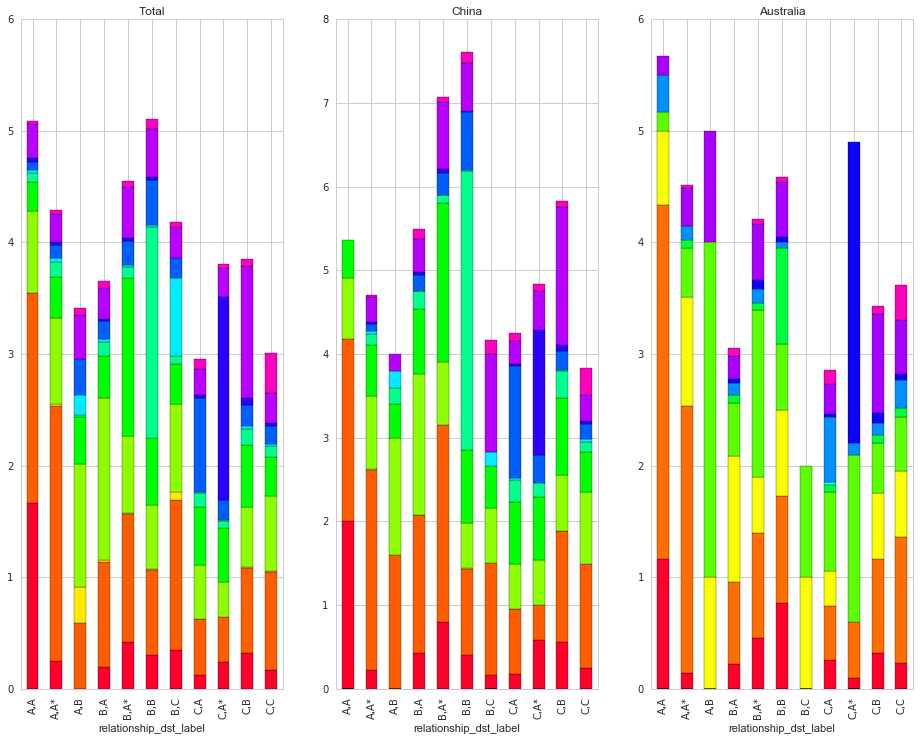 Total
6
5
4
3
2
1
0
A,A
A,A*
A,B
B,A
B,A*
B,B
B,C
C,A
C,A*
C,B
C,C
relationship_dst_label
China
8
7
6
5
4
3
2
1
0
A,A
A,A*
A,B
B,A
B,A*
B,B
B,C
C,A
C,A*
C,B
C,C
relationship_dst_label
Australia
6
5
4
3
2
1
0
A,A
A,A*
A,B
B,A
B,A*
B,B
B,C
C,A
C,A*
C,B
C,C
relationship_dst_label